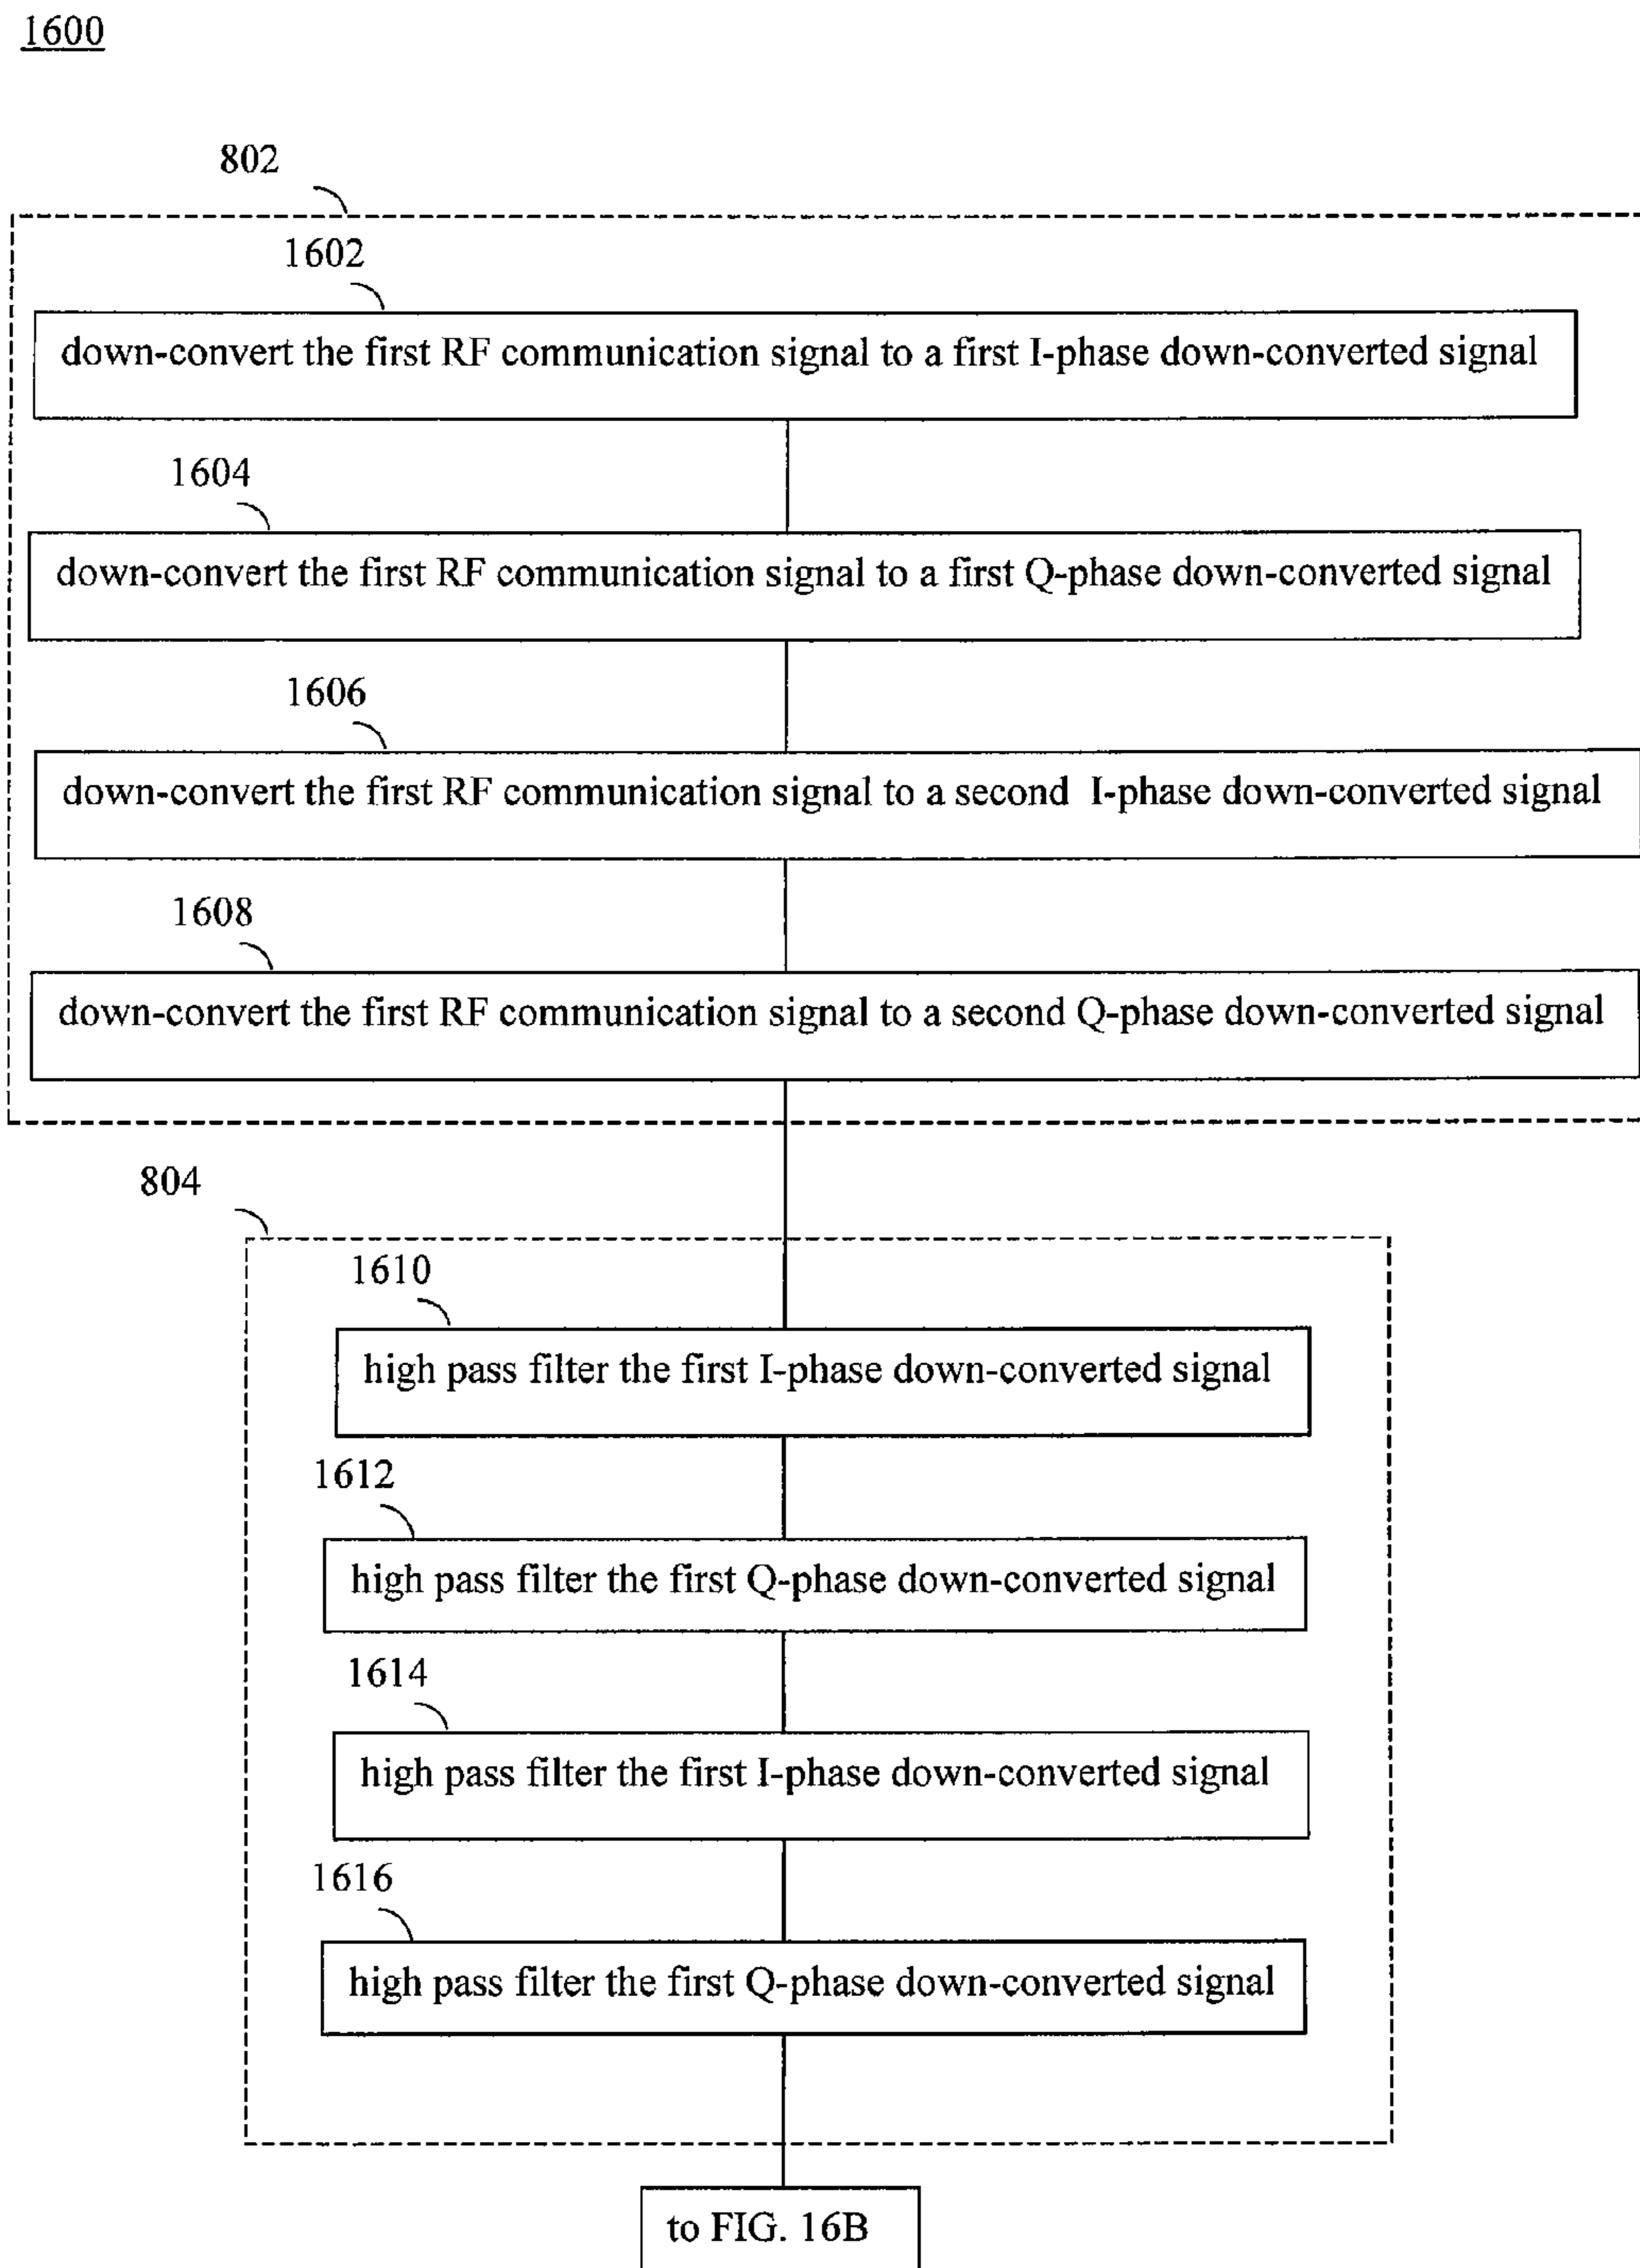 1600
802
1602
down-convert the first RF communication signal to a first I-phase down-converted signal
1604
down-convert the first RF communication signal to a first Q-phase down-converted signal
1606
down-convert the first RF communication signal to a second I-phase down-converted signal
1608
down-convert the first RF communication signal to a second Q-phase down-converted signal
804
1610
high pass filter the first I-phase down-converted signal
1612
high pass filter the first Q-phase down-converted signal
1614
high pass filter the first I-phase down-converted signal
1616
high pass filter the first Q-phase down-converted signal
to FIG. 16B